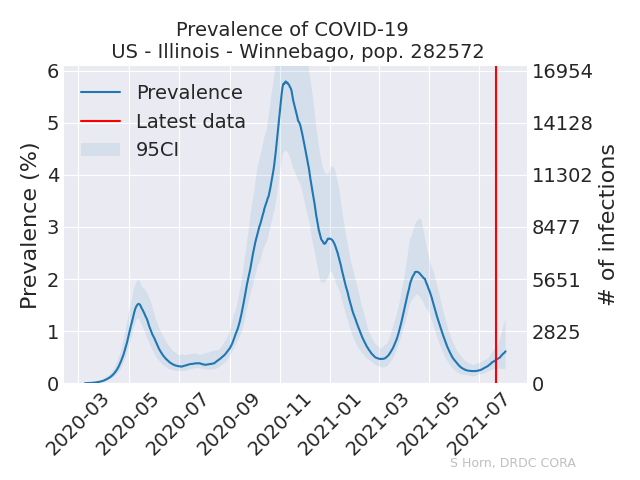 Prevalence of COVID-19
US - Illinois - Winnebago, pop. 282572
Prevalence
Latest data
95CI
Prevalence (%)
6
5
4
3
2
1
0
16954
14128
11302
8477
5651
2825
0
# of infections
2020-03
2020-05
2020-07
2020-09
2020-11
2021-01
2021-03
2021-05
2021-07
S Horn, DRDC CORA